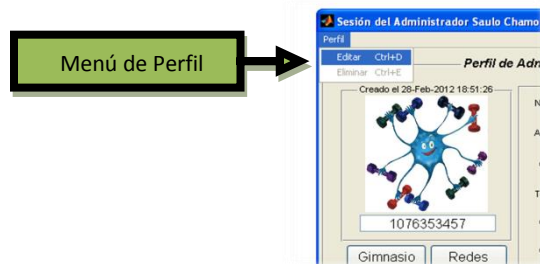 Menú de Perfil
Sesión del Administrador Saulo Chamo
Perfil
Editar Ctrl+D
Eliminar Ctrl+E
Perfil de Adn
Creado el 28-Feb-2012 18:51:26
N
A
T
1076353457
Gimnasio Redes